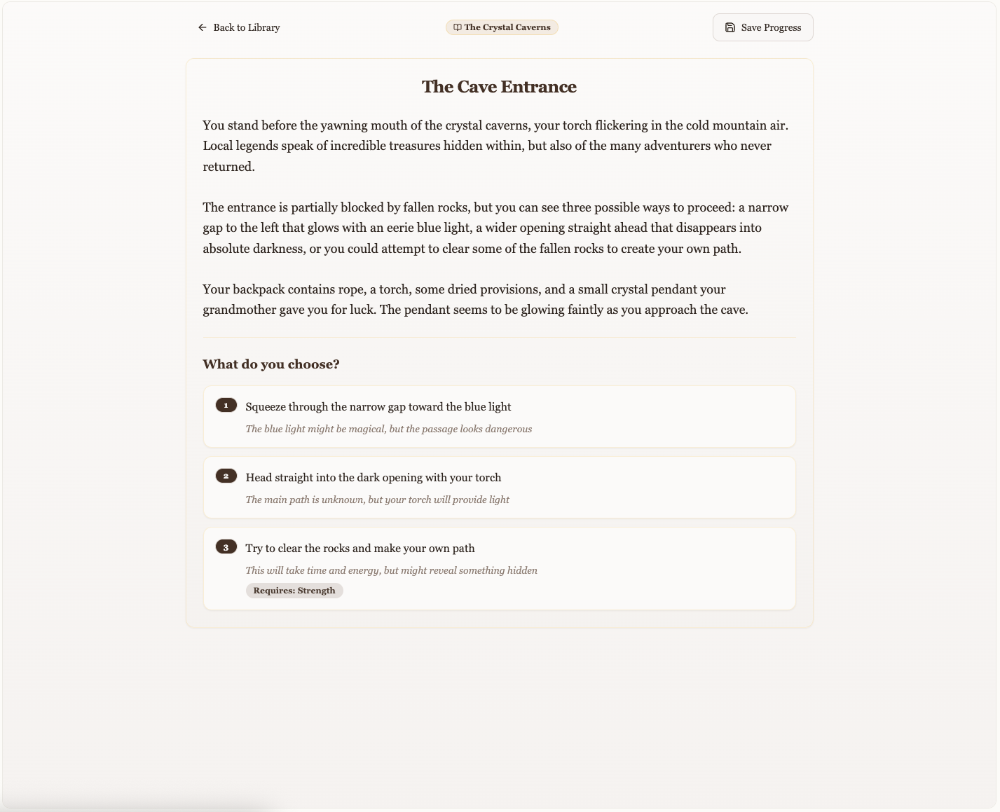 Back to Library
The Crystal Caverns
Save Progress
The Cave Entrance
You stand before the yawning mouth of the crystal caverns, your torch flickering in the cold mountain air.
Local legends speak of incredible treasures hidden within, but also of the many adventurers who never
returned.
The entrance is partially blocked by fallen rocks, but you can see three possible ways to proceed: a narrow
gap to the left that glows with an eerie blue light, a wider opening straight ahead that disappears into
absolute darkness, or you could attempt to clear some of the fallen rocks to create your own path.
Your backpack contains rope, a torch, some dried provisions, and a small crystal pendant your
grandmother gave you for luck. The pendant seems to be glowing faintly as you approach the cave.
What do you choose?
1 Squeeze through the narrow gap toward the blue light
The blue light might be magical, but the passage looks dangerous
2 Head straight into the dark opening with your torch
The main path is unknown, but your torch will provide light
3 Try to clear the rocks and make your own path
This will take time and energy, but might reveal something hidden
Requires: Strength